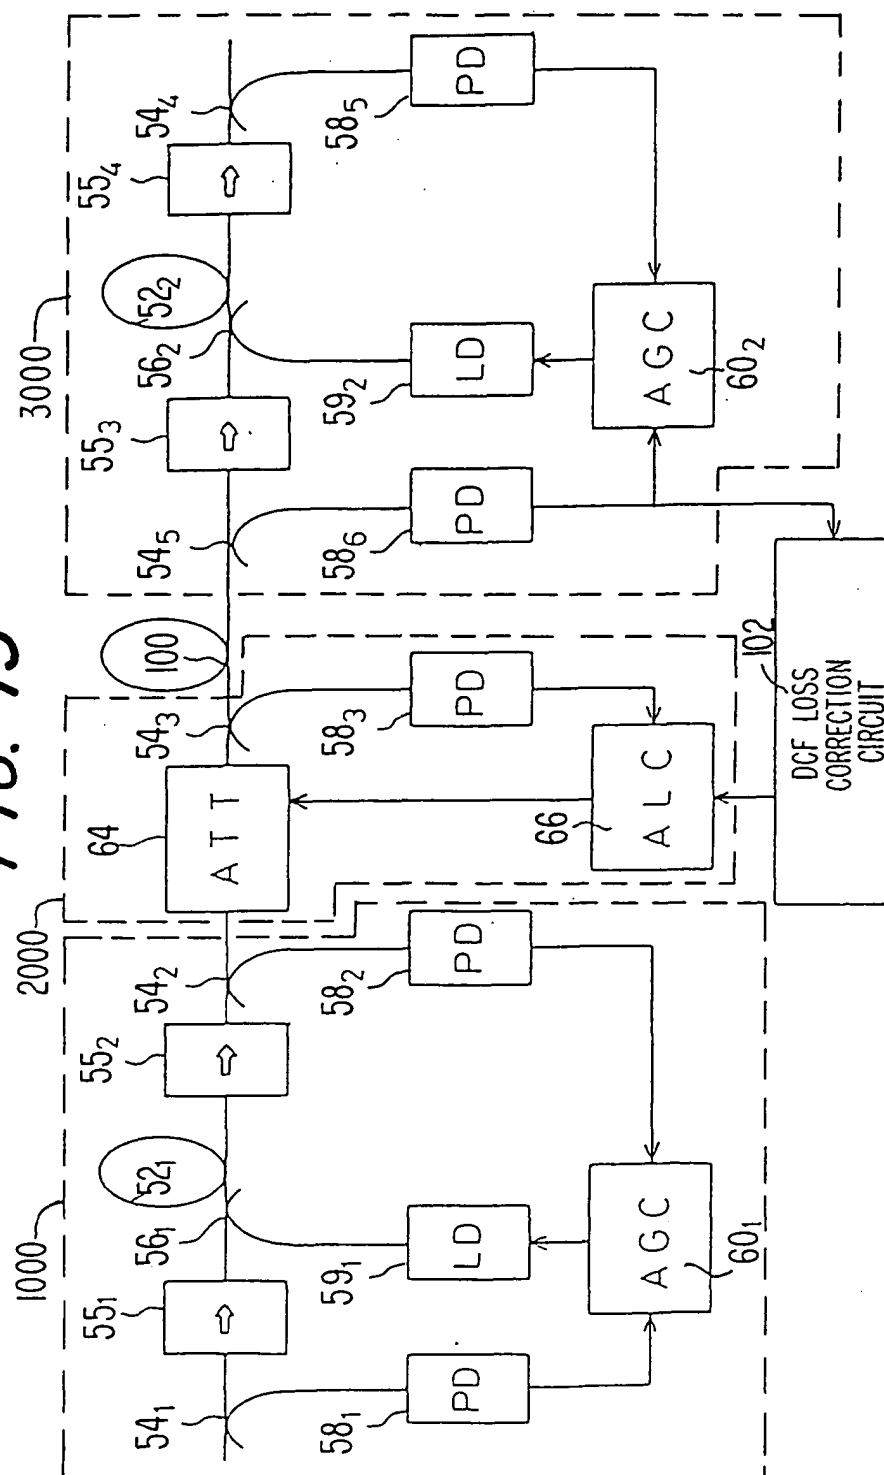 FIG.
1000
2000
3000
54₁
55₁
56₁
52₁
55₂
54₂
64
ATT
54₃
100
54₅
55₃
56₂
52₂
55₄
54₄
58₁
PD
59₁
LD
58₂
PD
58₃
PD
58₆
PD
59₂
LD
58₅
PD
AGC
60₁
66
ALC
AGC
60₂
102
DCF LOSS
CORRECTION
CIRCUIT